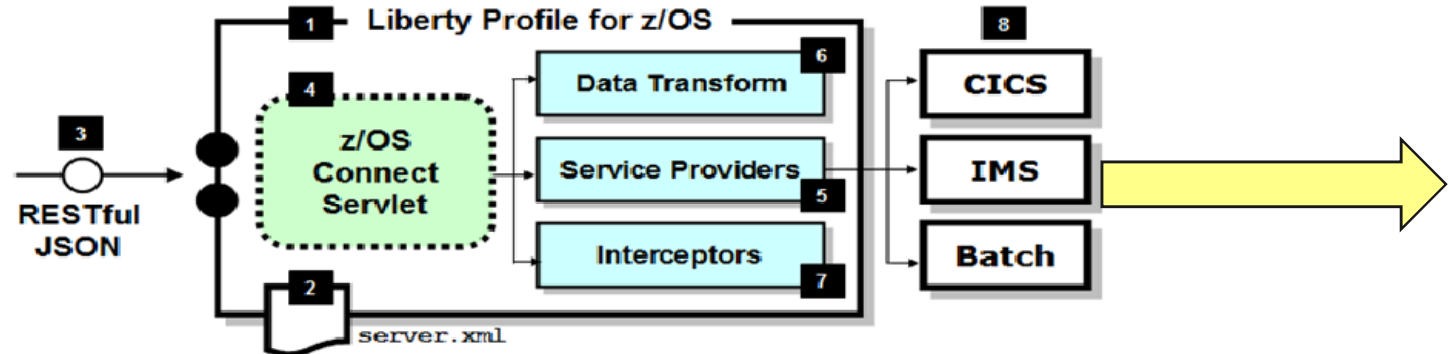 1
Liberty Profile for z/OS
8
6
4
Data Transform
CICS
3
z/OS
Connect
Servlet
Service Providers
5
IMS
RESTful
JSON
Interceptors
7
Batch
2
server.xml